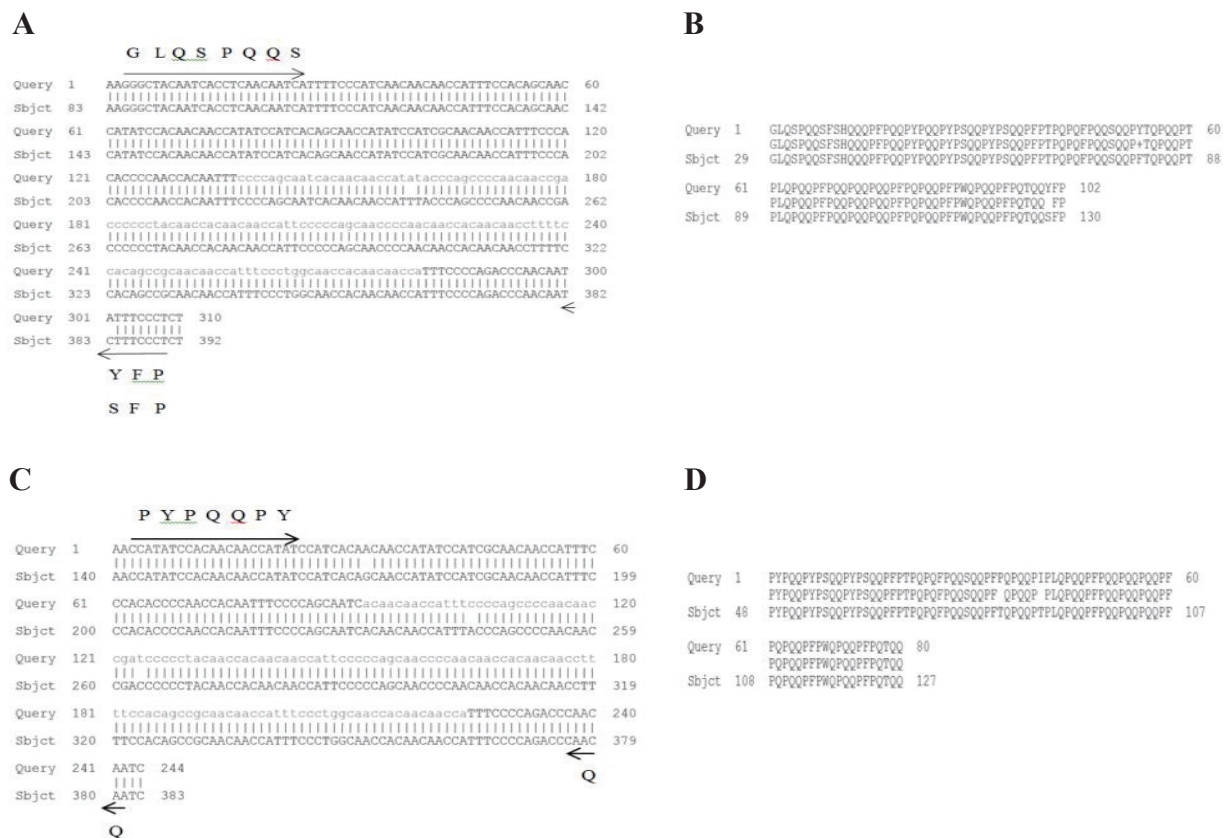 A
G L Q S P Q Q S
Query 1 AAGGGCTACAATCACCTCAACAATCATTTTCCCATCAACAACAACCATTTCCACAGCAAC 60
Sbjct 83 AAGGGCTACAATCACCTCAACAATCATTTTCCCATCAACAACAACCATTTCCACAGCAAC 142
Query 61 CATATCCACAACAACCATATCCATCACAGCAACCATATCCATCGCAACAACCATTTCCCA 120
Sbjct 143 CATATCCACAACAACCATATCCATCACAGCAACCATATCCATCGCAACAACCATTTCCCA 202
Query 121 CACCCCAACCACAATTTccccagcaatcacaacaaccatatacccagccccaacaaccga 180
Sbjct 203 CACCCCAACCACAATTTCCCCAGCAATCACAACAACCATTTACCCAGCCCCAACAACCGA 262
Query 181 cccccctacaaccacaacaaccattcccccagcaaccccaacaaccacaacaaccttttc 240
Sbjct 263 CCCCCCTACAACCACAACAACCATTCCCCCAGCAACCCCAACAACCACAACAACCTTTTC 322
Query 241 cacagccgcaacaaccatttccctggcaaccacaacaaccaTTTCCCCAGACCCAACAAT 300
Sbjct 323 CACAGCCGCAACAACCATTTCCCTGGCAACCACAACAACCATTTCCCCAGACCCAACAAT 382
Query 301 ATTTCCCTCT 310
Sbjct 383 CTTTCCCTCT 392
Y F P
S F P
B
Query 1 GLQSPQQSFSHQQQPFPQQPYPQQPYPSQQPYPSQQPFPTPQPQFPQQSQQPYTQPQQPT 60
GLQSPQQSFSHQQQPFPQQPYPQQPYPSQQPYPSQQPFPTPQPQFPQQSQQP+TQPQQPT
Sbjct 29 GLQSPQQSFSHQQQPFPQQPYPQQPYPSQQPYPSQQPFPTPQPQFPQQSQQPFTQPQQPT 88
Query 61 PLQPQQPFPQQPQQPQQPFPQPQQPFPWQPQQPFPQTQQYFP 102
PLQPQQPFPQQPQQPQQPFPQPQQPFPWQPQQPFPQTQQ FP
Sbjct 89 PLQPQQPFPQQPQQPQQPFPQPQQPFPWQPQQPFPQTQQSFP 130
C
P Y P Q Q P Y
Query 1 AACCATATCCACAACAACCATATCCATCACAACAACCATATCCATCGCAACAACCATTTC 60
Sbjct 140 AACCATATCCACAACAACCATATCCATCACAGCAACCATATCCATCGCAACAACCATTTC 199
Query 61 CCACACCCCAACCACAATTTCCCCAGCAATCacaacaaccatttccccagccccaacaac 120
Sbjct 200 CCACACCCCAACCACAATTTCCCCAGCAATCACAACAACCATTTACCCAGCCCCAACAAC 259
Query 121 cgatccccctacaaccacaacaaccattcccccagcaaccccaacaaccacaacaacctt 180
Sbjct 260 CGACCCCCCTACAACCACAACAACCATTCCCCCAGCAACCCCAACAACCACAACAACCTT 319
Query 181 ttccacagccgcaacaaccatttccctggcaaccacaacaaccaTTTCCCCAGACCCAAC 240
Sbjct 320 TTCCACAGCCGCAACAACCATTTCCCTGGCAACCACAACAACCATTTCCCCAGACCCAAC 379
Q
Query 241 AATC 244
Sbjct 380 AATC 383
Q
D
Query 1 PYPQQPYPSQQPYPSQQPFPTPQPQFPQQSQQPFPQPQQPIPLQPQQPFPQQPQQPQQPF 60
PYPQQPYPSQQPYPSQQPFPTPQPQFPQQSQQPF QPQQP PLQPQQPFPQQPQQPQQPF
Sbjct 48 PYPQQPYPSQQPYPSQQPFPTPQPQFPQQSQQPFTQPQQPTPLQPQQPFPQQPQQPQQPF 107
Query 61 PQPQQPFPWQPQQPFPQTQQ 80
PQPQQPFPWQPQQPFPQTQQ
Sbjct 108 PQPQQPFPWQPQQPFPQTQQ 127